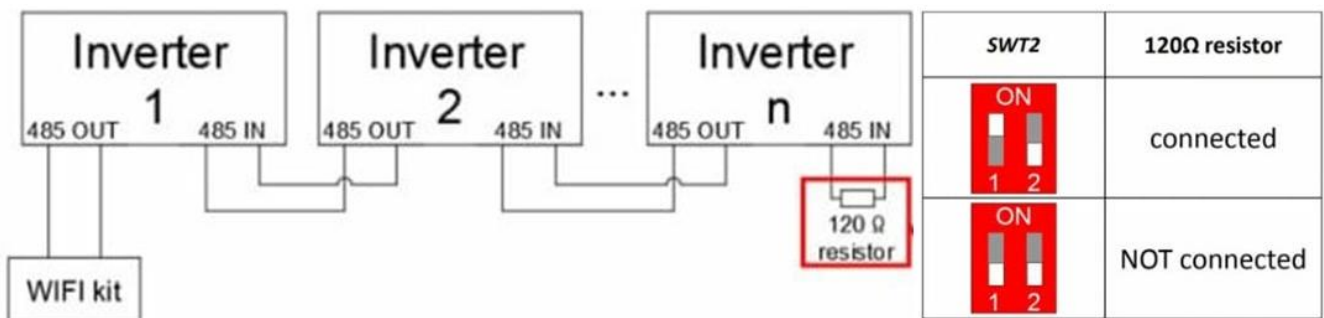 Inverter
1
485 OUT
485 IN
Inverter
2
485 OUT
485 IN
...
Inverter
n
485 OUT
485 IN
120 Ω
resistor
WIFI kit
SWT2
120Ω resistor
ON
1 2
connected
ON
1 2
NOT connected